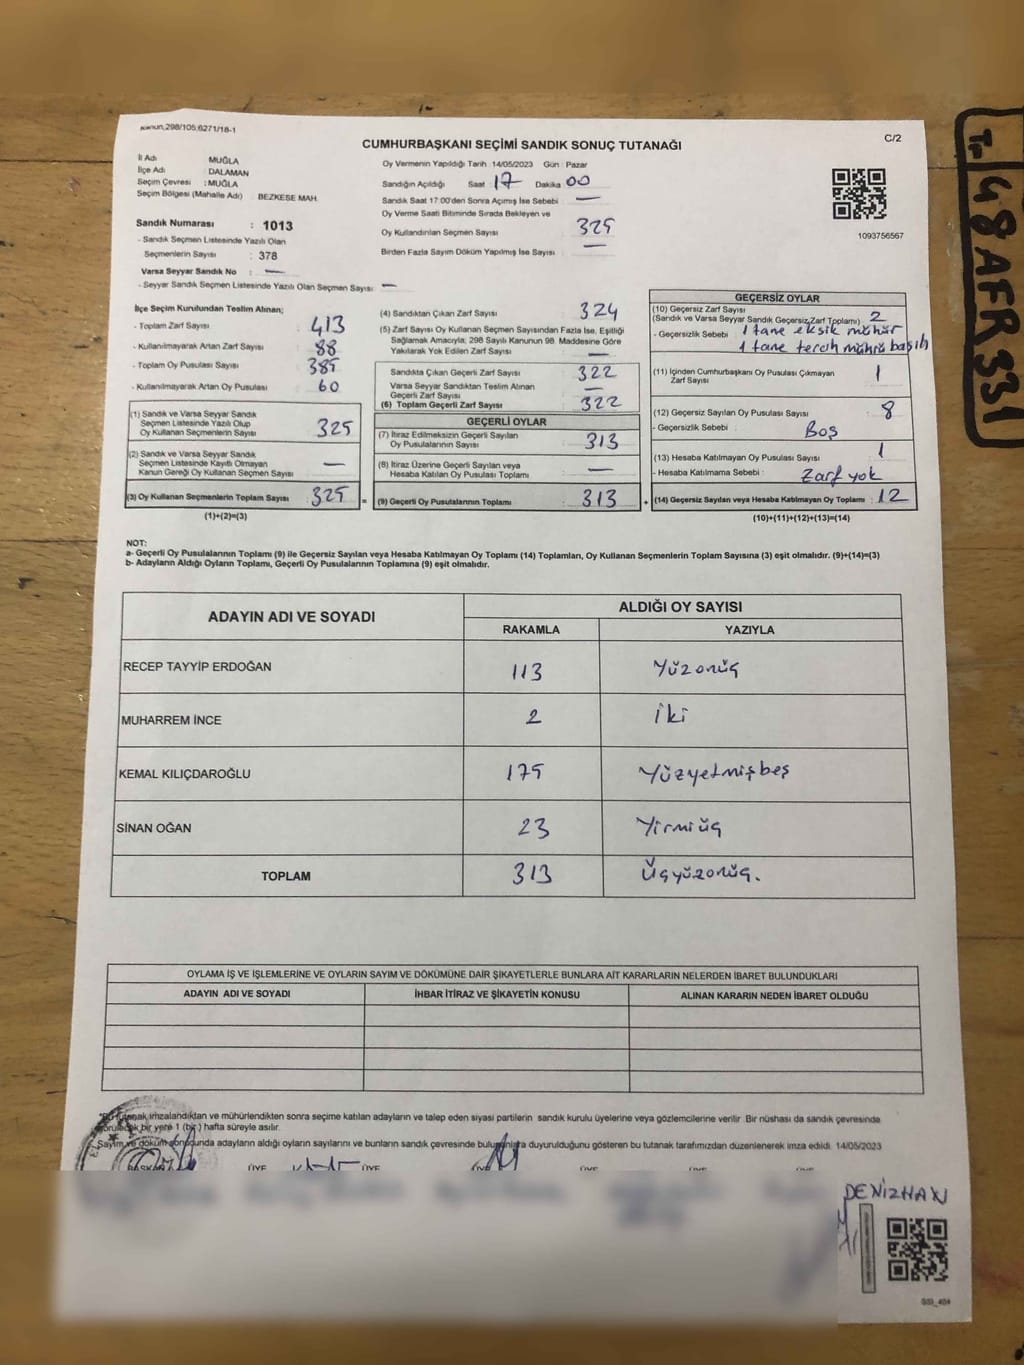 Kanun,298/105,6271/18-1
C/2
CUMHURBAŞKANI SEÇİMİ SANDIK SONUÇ TUTANAĞI
İl Adı MUĞLA
İlçe Adı DALAMAN
Seçim Çevresi : MUĞLA
Seçim Bölgesi (Mahalle Adı) : BEZKESE MAH.
Sandık Numarası : 1013
- Sandık Seçmen Listesinde Yazılı Olan
Seçmenlerin Sayısı : 378
Varsa Seyyar Sandık No : —
- Seyyar Sandık Seçmen Listesinde Yazılı Olan Seçmen Sayısı: —
Oy Vermenin Yapıldığı Tarih 14/05/2023 Gün : Pazar
Sandığın Açıldığı Saat 17 Dakika 00
Sandık Saat 17:00'den Sonra Açımış İse Sebebi —
Oy Verme Saati Bitiminde Sırada Bekleyen ve
Oy Kullandırılan Seçmen Sayısı 325
Birden Fazla Sayım Döküm Yapılmış İse Sayısı —
1093756567
İlçe Seçim Kurulundan Teslim Alınan;
- Toplam Zarf Sayısı 413
- Kullanılmayarak Artan Zarf Sayısı 88
- Toplam Oy Pusulası Sayısı 385
- Kullanılmayarak Artan Oy Pusulası 60
(1) Sandık ve Varsa Seyyar Sandık
Seçmen Listesinde Yazılı Olup
Oy Kullanan Seçmenlerin Sayısı 325
(2) Sandık ve Varsa Seyyar Sandık
Seçmen Listesinde Kayıtlı Olmayan
Kanun Gereği Oy Kullanan Seçmen Sayısı —
(3) Oy Kullanan Seçmenlerin Toplam Sayısı 325 =
(1)+(2)=(3)
(4) Sandıktan Çıkan Zarf Sayısı : 324
(5) Zarf Sayısı Oy Kullanan Seçmen Sayısından Fazla İse, Eşitliği
Sağlamak Amacıyla; 298 Sayılı Kanunun 98. Maddesine Göre
Yakılarak Yok Edilen Zarf Sayısı : —
Sandıkta Çıkan Geçerli Zarf Sayısı : 322
Varsa Seyyar Sandıktan Teslim Alınan
Geçerli Zarf Sayısı —
(6) Toplam Geçerli Zarf Sayısı : 322
GEÇERLİ OYLAR
(7) İtiraz Edilmeksizin Geçerli Sayılan
Oy Pusulalarının Sayısı : 313
(8) İtiraz Üzerine Geçerli Sayılan veya
Hesaba Katılan Oy Pusulası Toplamı : —
(9) Geçerli Oy Pusulalarının Toplamı : 313 +
GEÇERSİZ OYLAR
(10) Geçersiz Zarf Sayısı
(Sandık ve Varsa Seyyar Sandık Geçersiz Zarf Toplamı) 2
- Geçersizlik Sebebi : 1 tane eksik mühür
1 tane tercih mührü basılı
(11) İçinden Cumhurbaşkanı Oy Pusulası Çıkmayan
Zarf Sayısı 1
(12) Geçersiz Sayılan Oy Pusulası Sayısı : 8
- Geçersizlik Sebebi : Boş
(13) Hesaba Katılmayan Oy Pusulası Sayısı : 1
- Hesaba Katılmama Sebebi : Zarf yok
(14) Geçersiz Sayılan veya Hesaba Katılmayan Oy Toplamı : 12
(10)+(11)+(12)+(13)=(14)
NOT:
a- Geçerli Oy Pusulalarının Toplamı (9) ile Geçersiz Sayılan veya Hesaba Katılmayan Oy Toplamı (14) Toplamları, Oy Kullanan Seçmenlerin Toplam Sayısına (3) eşit olmalıdır. (9)+(14)=(3)
b- Adayların Aldığı Oyların Toplamı, Geçerli Oy Pusulalarının Toplamına (9) eşit olmalıdır.
ADAYIN ADI VE SOYADI
ALDIĞI OY SAYISI
RAKAMLA YAZIYLA
RECEP TAYYİP ERDOĞAN 113 Yüzonüç
MUHARREM İNCE 2 iki
KEMAL KILIÇDAROĞLU 175 Yüzyetmişbeş
SİNAN OĞAN 23 Yirmiüç
TOPLAM 313 Üçyüzonüç.
OYLAMA İŞ VE İŞLEMLERİNE VE OYLARIN SAYIM VE DÖKÜMÜNE DAİR ŞİKAYETLERLE BUNLARA AİT KARARLARIN NELERDEN İBARET BULUNDUKLARI
ADAYIN ADI VE SOYADI İHBAR İTİRAZ VE ŞİKAYETİN KONUSU ALINAN KARARIN NEDEN İBARET OLDUĞU
*Bu tutanak imzalandıktan ve mühürlendikten sonra seçime katılan adayların ve talep eden siyasi partilerin sandık kurulu üyelerine veya gözlemcilerine verilir. Bir nüshası da sandık çevresinde
görülecek bir yere 1 (bir) hafta süreyle asılır.
Sayım ve döküm sonucunda adayların aldığı oyların sayılarını ve bunların sandık çevresinde bulunanlara duyurulduğunu gösteren bu tutanak tarafımızdan düzenlenerek imza edildi. 14/05/2023
BAŞKAN ÜYE ÜYE ÜYE ÜYE ÜYE ÜYE
DENİZHAN
SSİ_404
48 AFR 531